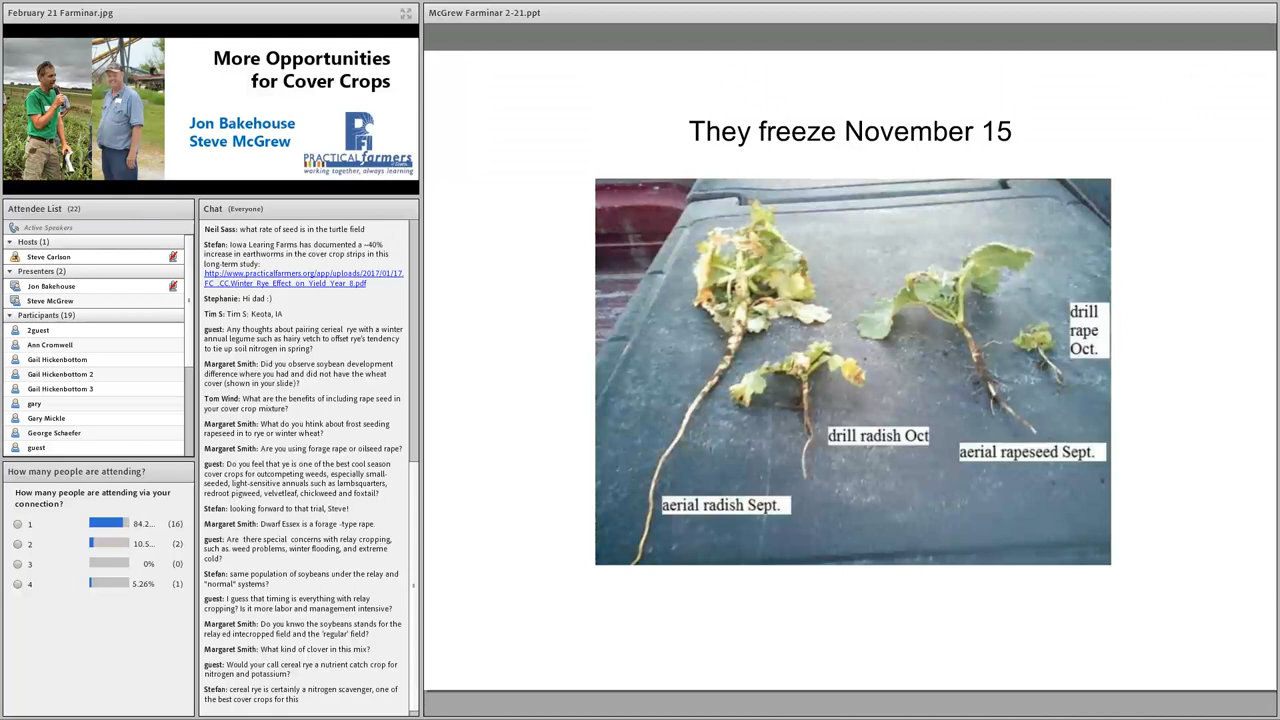 February 21 Farminar.jpg
More Opportunities
for Cover Crops
Jon Bakehouse
Steve McGrew
PFI
PRACTICAL farmers
working together, always learning
Attendee List (22)
Active Speakers
Hosts (1)
Steve Carlson
Presenters (2)
Jon Bakehouse
Steve McGrew
Participants (19)
2guest
Ann Cromwell
Gail Hickenbottom
Gail Hickenbottom 2
Gail Hickenbottom 3
gary
Gary Mickle
George Schaefer
guest
How many people are attending?
How many people are attending via your
connection?
1 84.2... (16)
2 10.5... (2)
3 0% (0)
4 5.26% (1)
Chat (Everyone)
Neil Sass: what rate of seed is in the turtle field
Stefan: Iowa Learing Farms has documented a ~40%
increase in earthworms in the cover crop strips in this
long-term study:
http://www.practicalfarmers.org/app/uploads/2017/01/17.
FC_.CC.Winter_Rye_Effect_on_Yield_Year_8.pdf
Stephanie: Hi dad :)
Tim S: Tim S: Keota, IA
guest: Any thoughts about pairing cerieal rye with a winter
annual legume such as hairy vetch to offset rye's tendency
to tie up soil nitrogen in spring?
Margaret Smith: Did you observe soybean development
difference where you had and did not have the wheat
cover (shown in your slide)?
Tom Wind: What are the benefits of including rape seed in
your cover crop mixture?
Margaret Smith: What do you htink about frost seeding
rapeseed in to rye or winter wheat?
Margaret Smith: Are you using forage rape or oilseed rape?
guest: Do you feel that ye is one of the best cool season
cover crops for outcompeting weeds, especially small-
seeded, light-sensitive annuals such as lambsquarters,
redroot pigweed, velvetleaf, chickweed and foxtail?
Stefan: looking forward to that trial, Steve!
Margaret Smith: Dwarf Essex is a forage -type rape.
guest: Are there special concerns with relay cropping,
such as. weed problems, winter flooding, and extreme
cold?
Stefan: same population of soybeans under the relay and
"normal" systems?
guest: I guess that timing is everything with relay
cropping? Is it more labor and management intensive?
Margaret Smith: Do you knwo the soybeans stands for the
relay ed intecropped field and the 'regular' field?
Margaret Smith: What kind of clover in this mix?
guest: Would your call cereal rye a nutrient catch crop for
nitrogen and potassium?
Stefan: cereal rye is certainly a nitrogen scavenger, one of
the best cover crops for this
McGrew Farminar 2-21.ppt
They freeze November 15
drill
rape
Oct.
drill radish Oct
aerial rapeseed Sept.
aerial radish Sept.